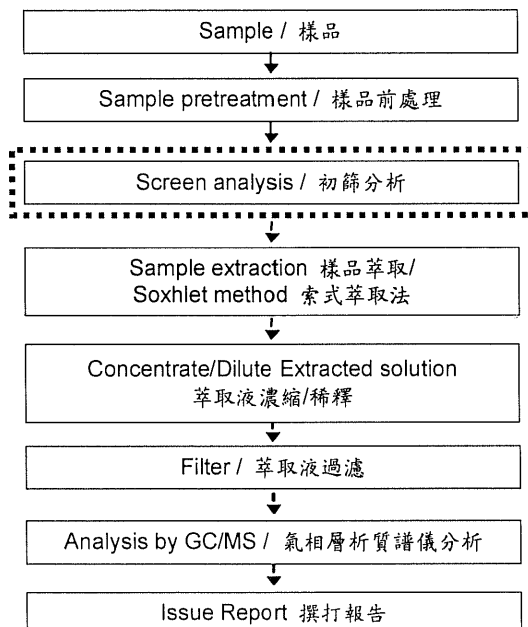 Sample / 樣品
Sample pretreatment / 樣品前處理
Screen analysis / 初篩分析
Sample extraction 樣品萃取/
Soxhlet method 索式萃取法
Concentrate/Dilute Extracted solution
萃取液濃縮/稀釋
Filter / 萃取液過濾
Analysis by GC/MS / 氣相層析質譜儀分析
Issue Report 撰打報告